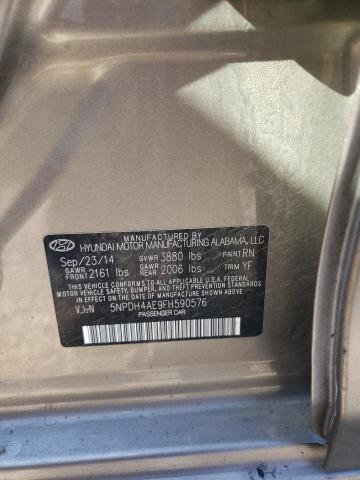 MANUFACTURED BY
HYUNDAI MOTOR MANUFACTURING ALABAMA, LLC
Sep/23/14 GVWR 3880 lbs PAINT RN
GAWR FRONT 2161 lbs GAWR REAR 2006 lbs TRIM YF
THIS VEHICLE CONFORMS TO ALL APPLICABLE U.S. FEDERAL MOTOR
VEHICLE SAFETY, BUMPER, AND THEFT PREVENTION STANDARDS
IN EFFECT ON THE DATE OF MANUFACTURE SHOWN ABOVE.
V.I.N 5NPDH4AE9FH590576
PASSENGER CAR